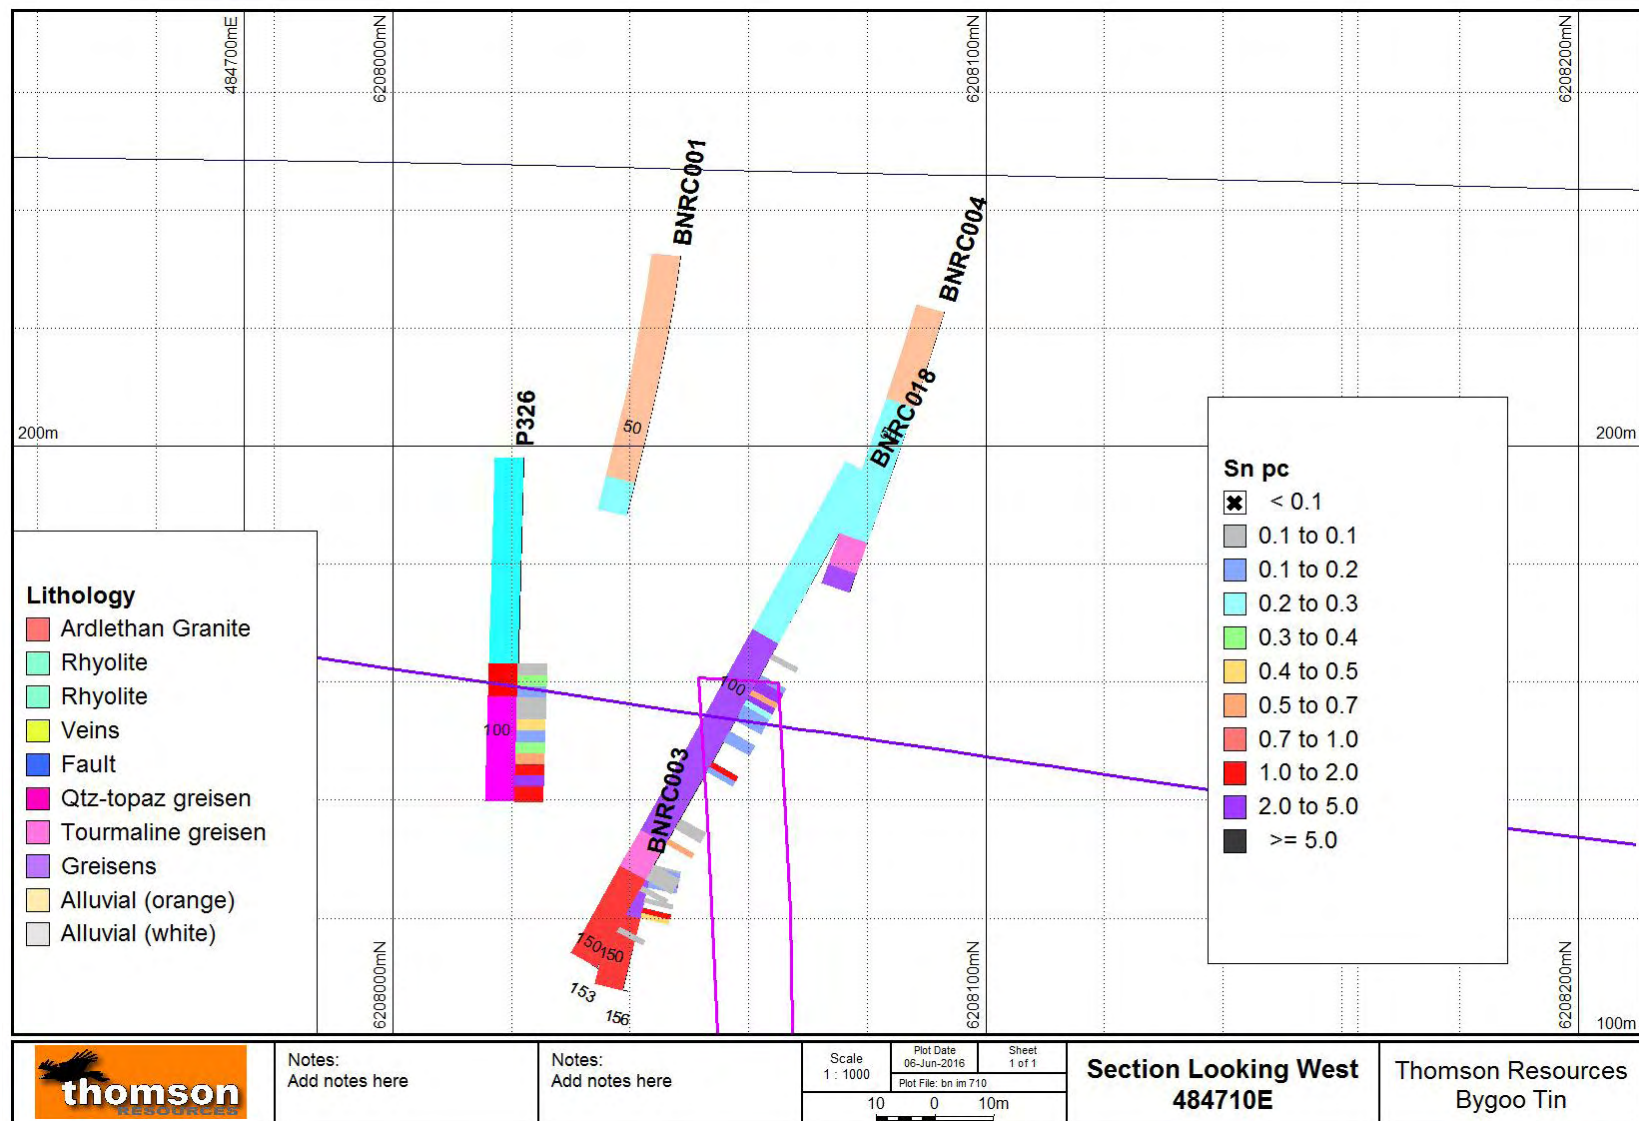 484700mE
6208000mN
6208100mN
6208200mN
BNRC001
BNRC004
BNRC018
P326
50
200m
200m
Sn pc
< 0.1
0.1 to 0.1
0.1 to 0.2
0.2 to 0.3
0.3 to 0.4
0.4 to 0.5
0.5 to 0.7
0.7 to 1.0
1.0 to 2.0
2.0 to 5.0
>= 5.0
Lithology
Ardlethan Granite
Rhyolite
Rhyolite
Veins
Fault
Qtz-topaz greisen
Tourmaline greisen
Greisens
Alluvial (orange)
Alluvial (white)
100
100
BNRC003
150
150
153
156
6208000mN
6208100mN
6208200mN
100m
thomson
RESOURCES
Notes:
Add notes here
Notes:
Add notes here
Scale
1 : 1000
Plot Date
06-Jun-2016
Sheet
1 of 1
Plot File: bn im 710
10 0 10m
Section Looking West
484710E
Thomson Resources
Bygoo Tin